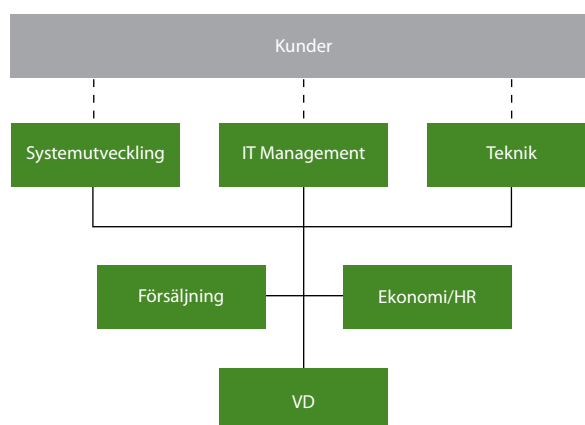 Kunder
Systemutveckling
IT Management
Teknik
Försäljning
Ekonomi/HR
VD